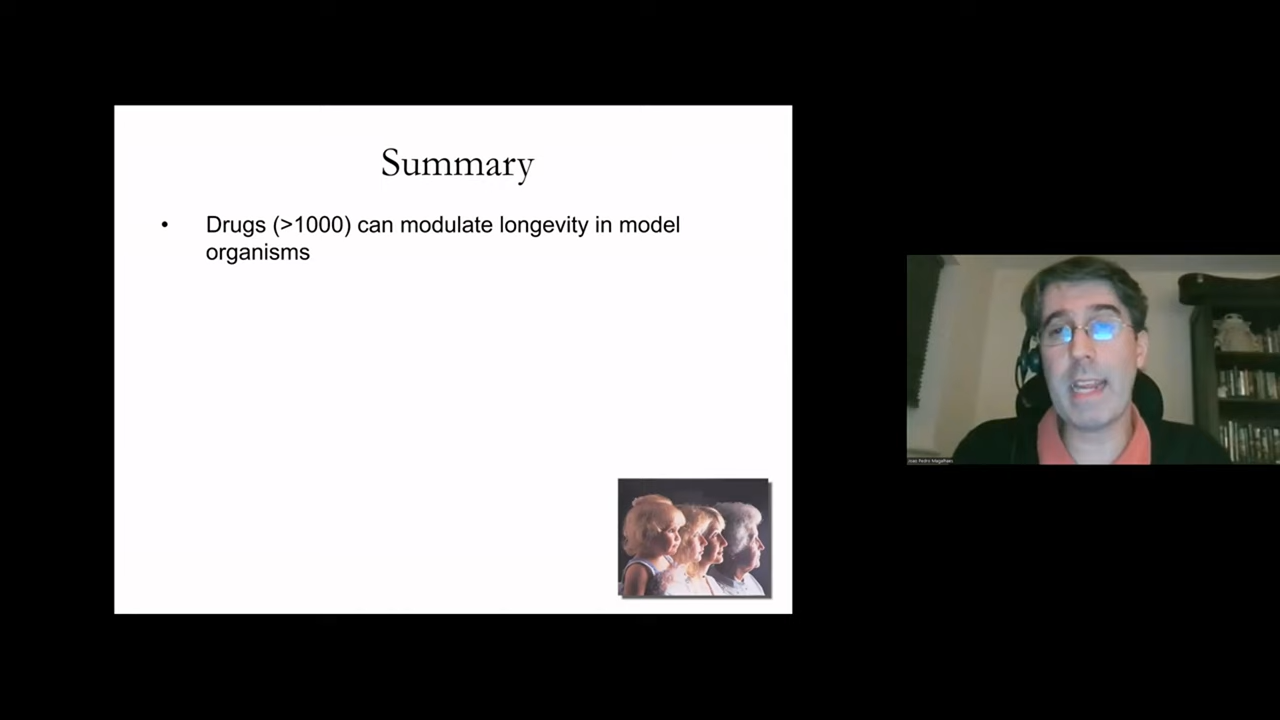 Summary
• Drugs (>1000) can modulate longevity in model
organisms